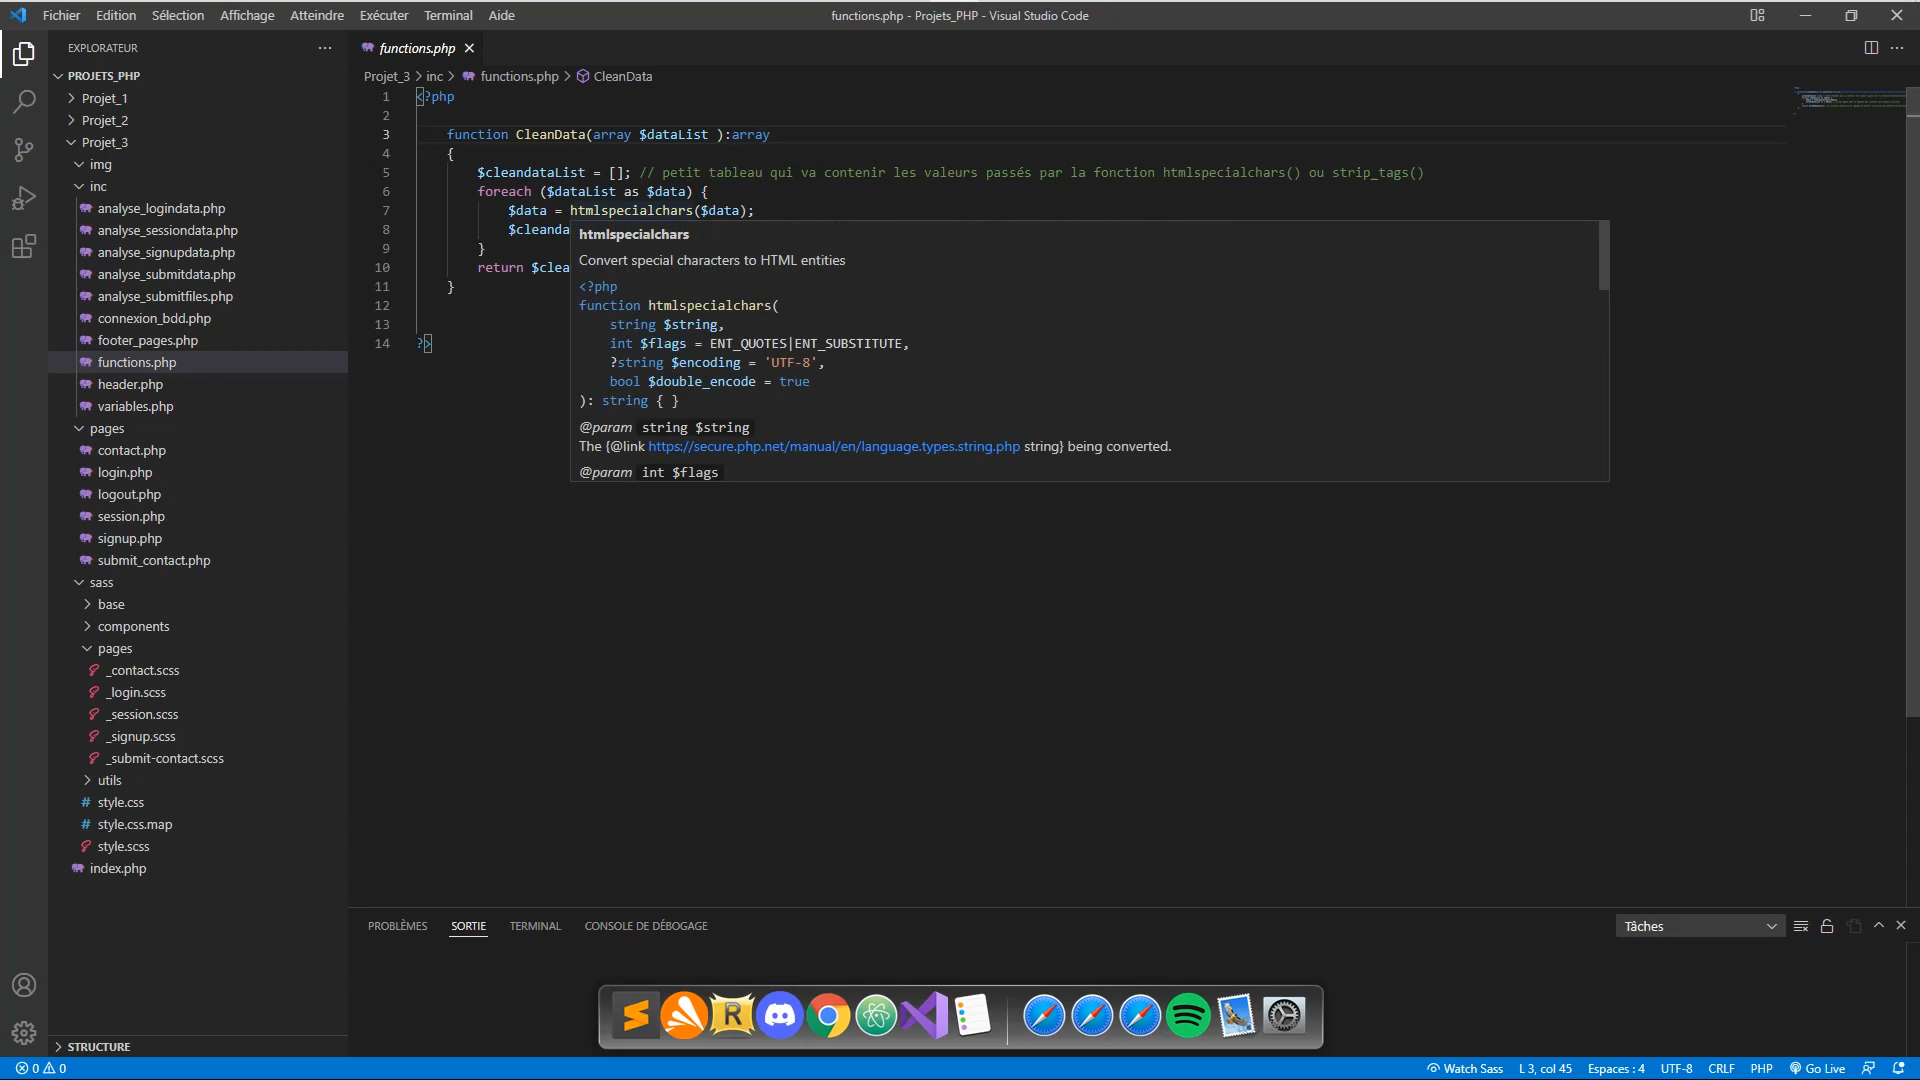 Fichier Edition Sélection Affichage Atteindre Exécuter Terminal Aide
functions.php - Projets_PHP - Visual Studio Code
EXPLORATEUR
PROJETS_PHP
Projet_1
Projet_2
Projet_3
img
inc
analyse_logindata.php
analyse_sessiondata.php
analyse_signupdata.php
analyse_submitdata.php
analyse_submitfiles.php
connexion_bdd.php
footer_pages.php
functions.php
header.php
variables.php
pages
contact.php
login.php
logout.php
session.php
signup.php
submit_contact.php
sass
base
components
pages
_contact.scss
_login.scss
_session.scss
_signup.scss
_submit-contact.scss
utils
# style.css
# style.css.map
style.scss
index.php
STRUCTURE
functions.php
Projet_3 > inc > functions.php > CleanData
1 <?php
2
3 function CleanData(array $dataList ):array
4 {
5 $cleandataList = []; // petit tableau qui va contenir les valeurs passés par la fonction htmlspecialchars() ou strip_tags()
6 foreach ($dataList as $data) {
7 $data = htmlspecialchars($data);
8 $cleanda
9 }
10 return $clea
11 }
12
13
14 ?>
htmlspecialchars
Convert special characters to HTML entities
<?php
function htmlspecialchars(
string $string,
int $flags = ENT_QUOTES|ENT_SUBSTITUTE,
?string $encoding = 'UTF-8',
bool $double_encode = true
): string { }
@param string $string
The {@link https://secure.php.net/manual/en/language.types.string.php string} being converted.
@param int $flags
PROBLÈMES SORTIE TERMINAL CONSOLE DE DÉBOGAGE
Tâches
R
0 0
Watch Sass L 3, col 45 Espaces : 4 UTF-8 CRLF PHP Go Live